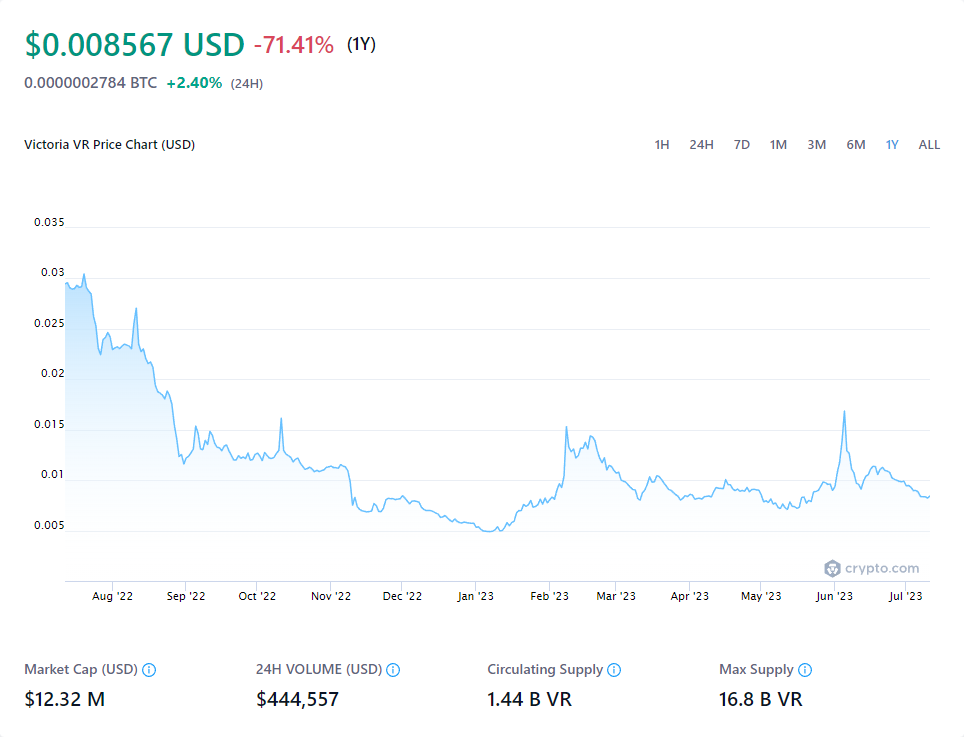 $0.008567 USD -71.41% (1Y)
0.0000002784 BTC +2.40% (24H)
Victoria VR Price Chart (USD) 1H 24H 7D 1M 3M 6M 1Y ALL
0.035
0.03
0.025
0.02
0.015
0.01
0.005
crypto.com
Aug '22 Sep '22 Oct '22 Nov '22 Dec '22 Jan '23 Feb '23 Mar '23 Apr '23 May '23 Jun '23 Jul '23
Market Cap (USD) 24H VOLUME (USD) Circulating Supply Max Supply
$12.32 M $444,557 1.44 B VR 16.8 B VR